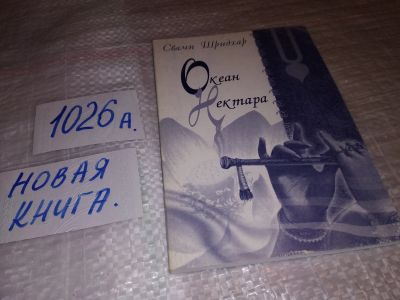 1026 А.
НОВАЯ
КНИГА.
Свами Шридхар
Океан
Нектара